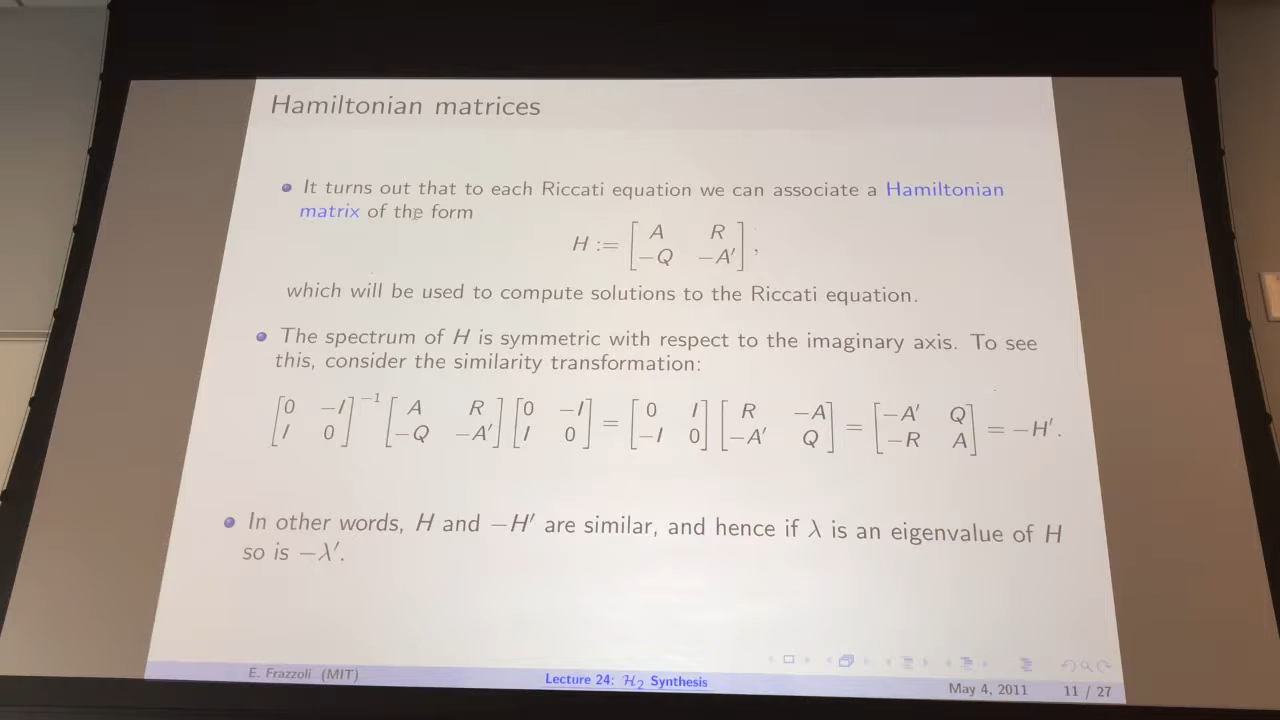 Hamiltonian matrices
It turns out that to each Riccati equation we can associate a Hamiltonian
matrix of the form
H := [ A R ; −Q −A′ ],
which will be used to compute solutions to the Riccati equation.
The spectrum of H is symmetric with respect to the imaginary axis. To see
this, consider the similarity transformation:
[ 0 −I ; I 0 ]⁻¹ [ A R ; −Q −A′ ] [ 0 −I ; I 0 ] = [ 0 I ; −I 0 ] [ R −A ; −A′ Q ] = [ −A′ Q ; −R A ] = −H′.
In other words, H and −H′ are similar, and hence if λ is an eigenvalue of H
so is −λ′.
E. Frazzoli (MIT)
Lecture 24: H₂ Synthesis
May 4, 2011
11 / 27